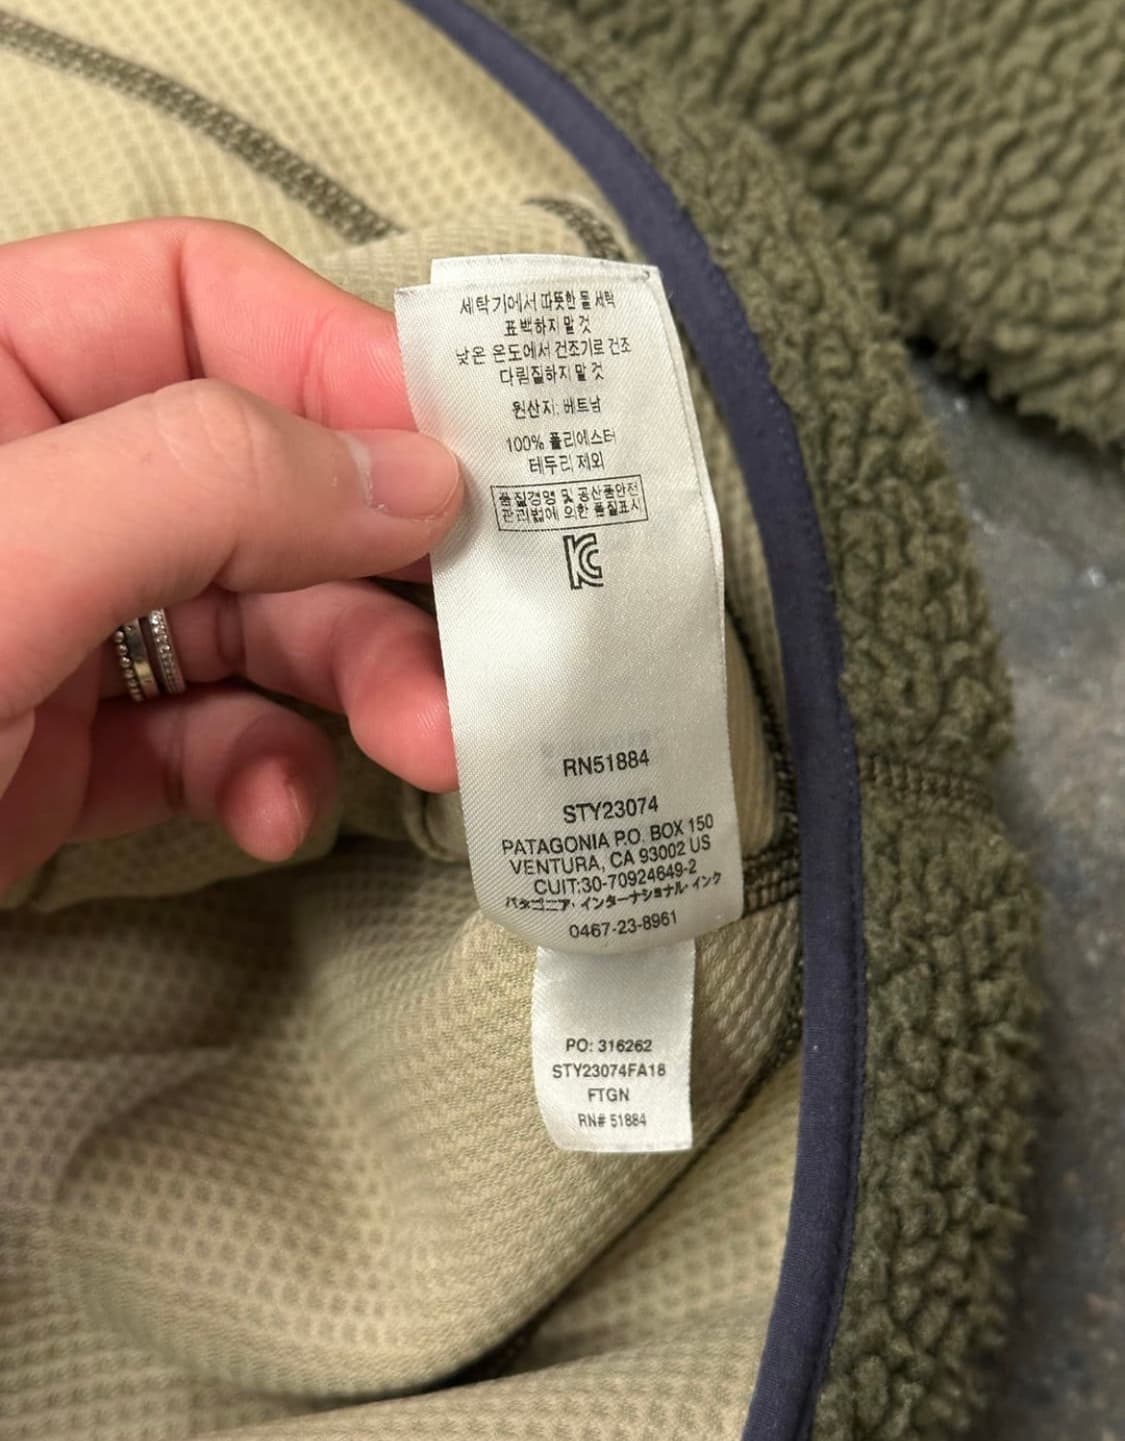 세탁기에서 따뜻한 물 세탁
표백하지 말 것
낮은 온도에서 건조기로 건조
다림질하지 말 것
원산지: 베트남
100% 폴리에스터
테두리 제외
품질경영 및 공산품안전
관리법에 의한 품질표시
RN51884
STY23074
PATAGONIA P.O. BOX 150
VENTURA, CA 93002 US
CUIT:30-70924649-2
パタゴニア・インターナショナル・インク
0467-23-8961
PO: 316262
STY23074FA18
FTGN
RN# 51884